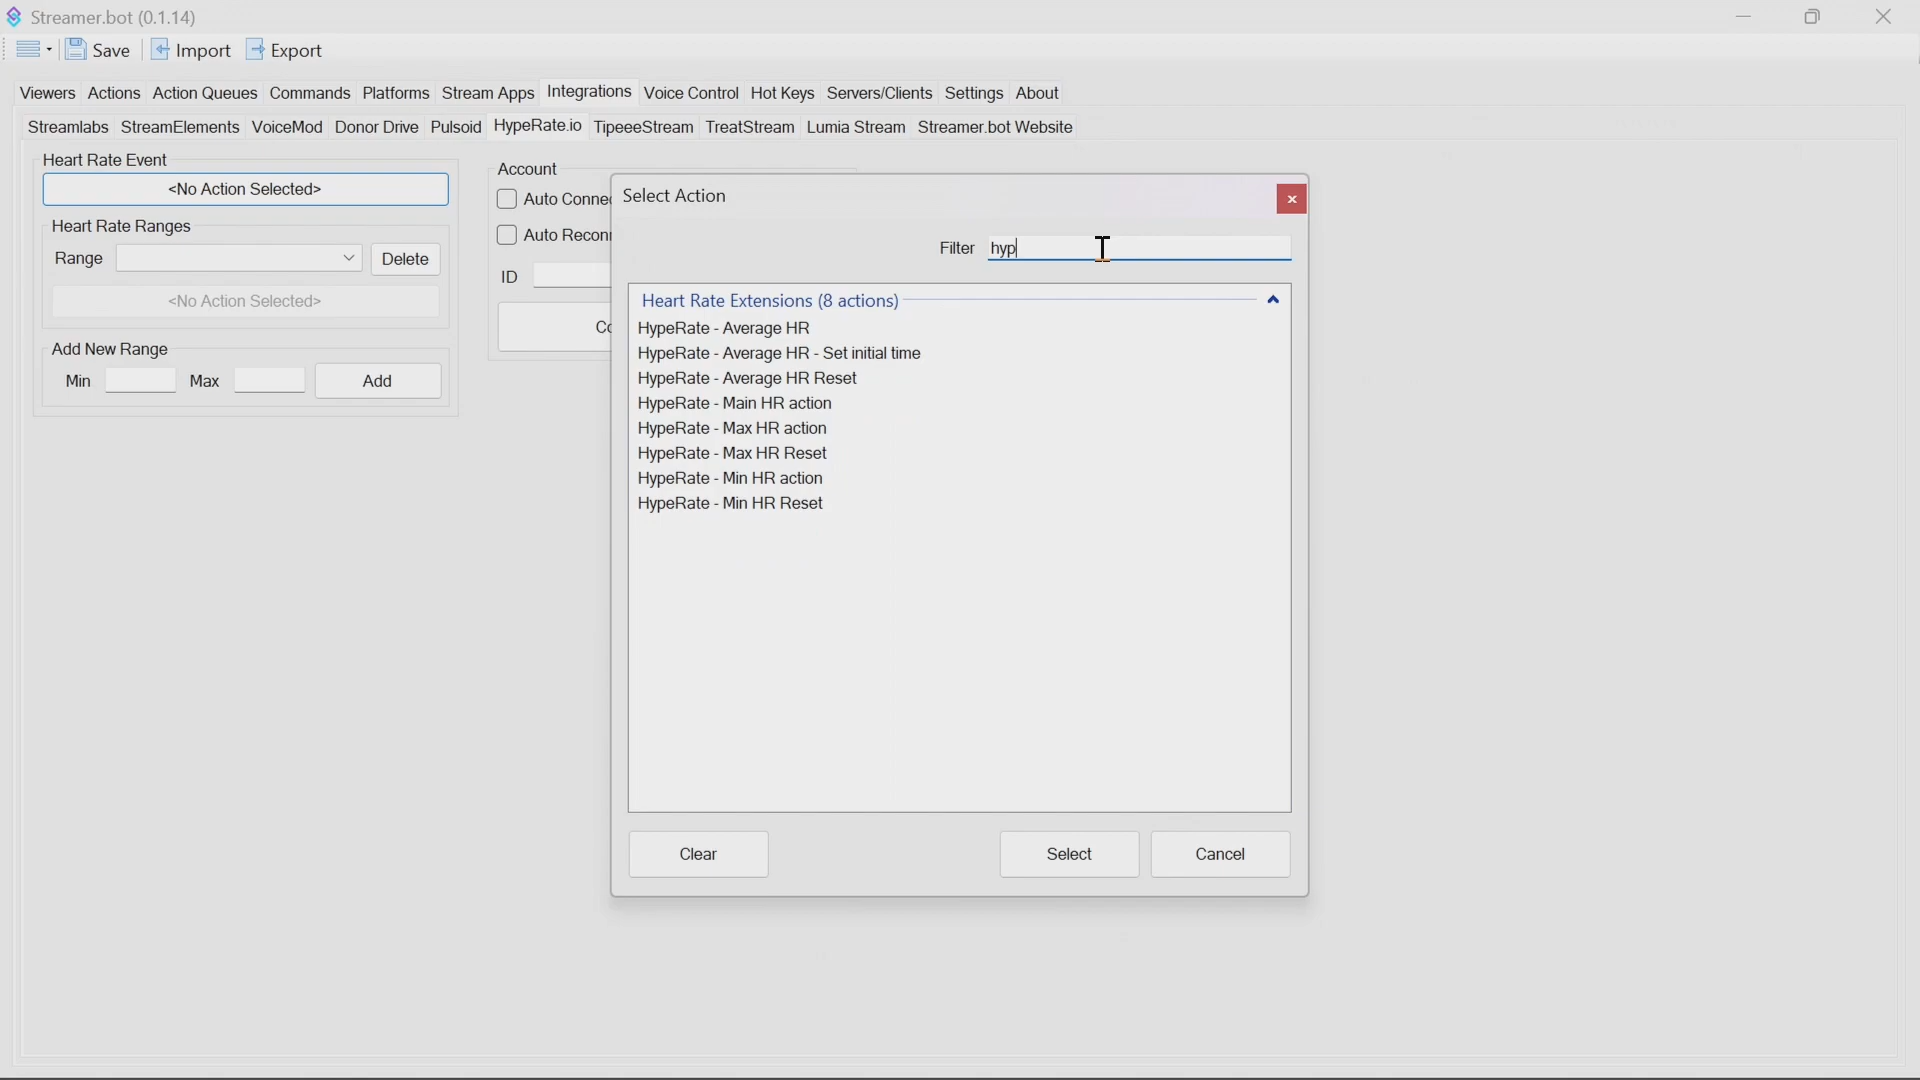 Streamer.bot (0.1.14)
Save Import Export
Viewers Actions Action Queues Commands Platforms Stream Apps Integrations Voice Control Hot Keys Servers/Clients Settings About
Streamlabs StreamElements VoiceMod Donor Drive Pulsoid HypeRate.io TipeeeStream TreatStream Lumia Stream Streamer.bot Website
Heart Rate Event
<No Action Selected>
Heart Rate Ranges
Range Delete
<No Action Selected>
Add New Range
Min Max Add
Account
Auto Connec
Auto Recon
ID
Co
Select Action
Filter hyp
Heart Rate Extensions (8 actions)
HypeRate - Average HR
HypeRate - Average HR - Set initial time
HypeRate - Average HR Reset
HypeRate - Main HR action
HypeRate - Max HR action
HypeRate - Max HR Reset
HypeRate - Min HR action
HypeRate - Min HR Reset
Clear Select Cancel